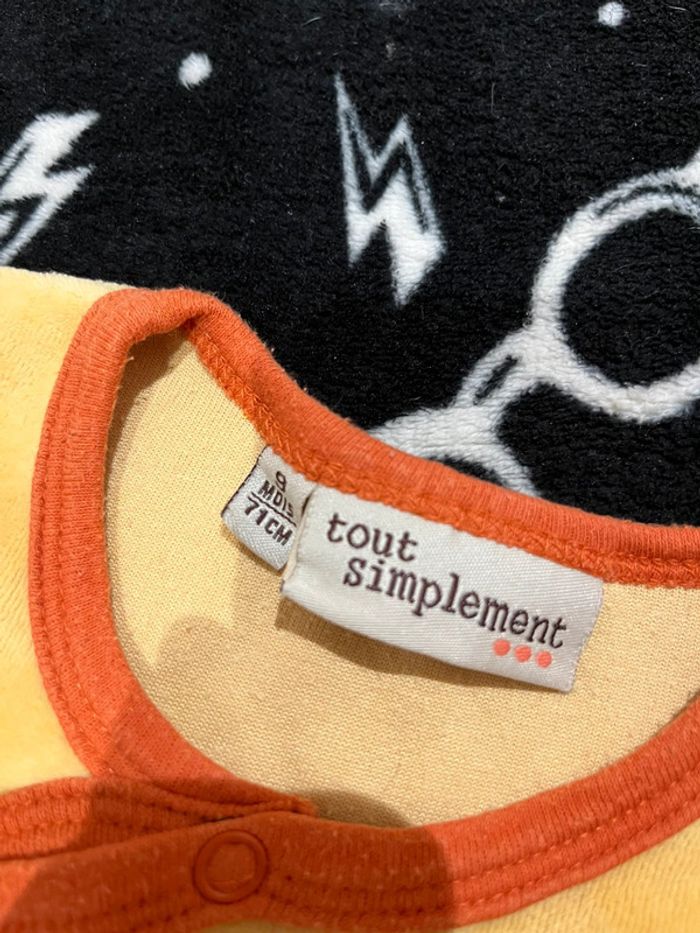 9
MOIS
71CM
tout
simplement